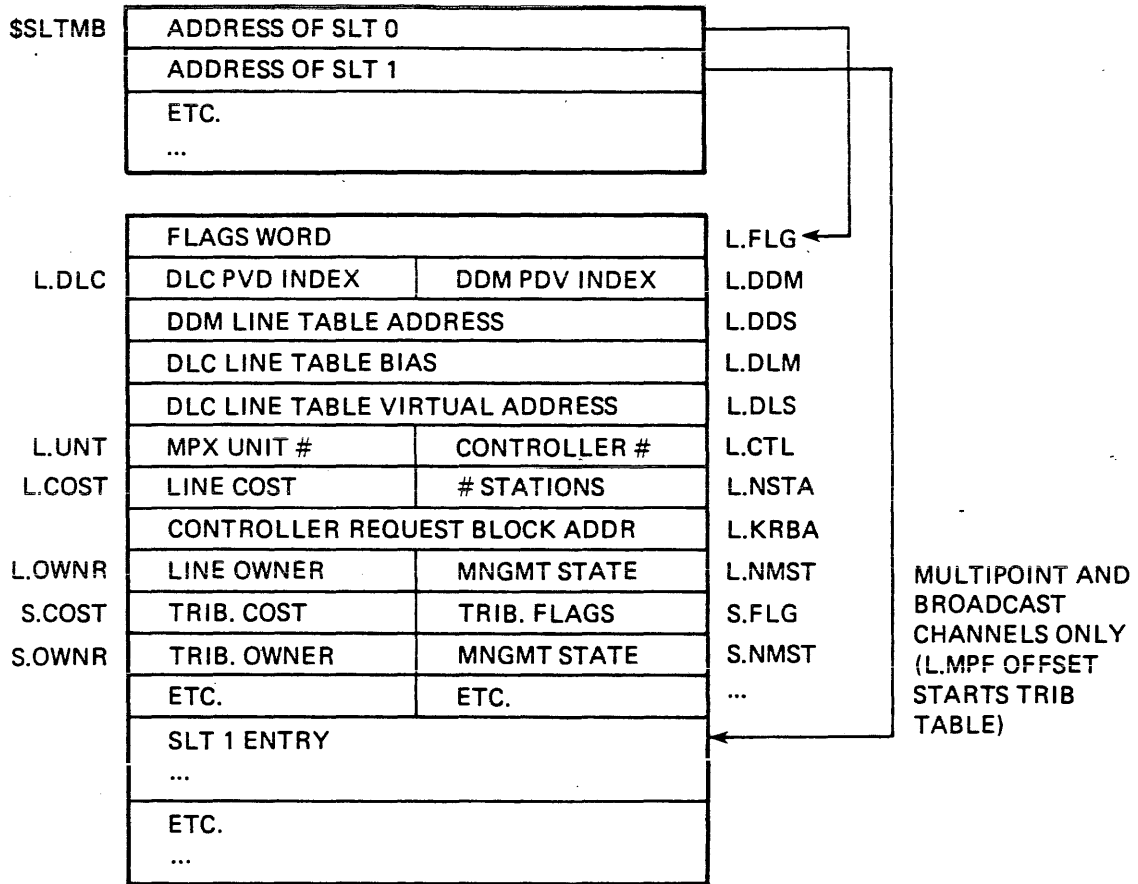 $SLTMB ADDRESS OF SLT 0
ADDRESS OF SLT 1
ETC.
...
FLAGS WORD L.FLG
L.DLC DLC PVD INDEX DDM PDV INDEX L.DDM
DDM LINE TABLE ADDRESS L.DDS
DLC LINE TABLE BIAS L.DLM
DLC LINE TABLE VIRTUAL ADDRESS L.DLS
L.UNT MPX UNIT # CONTROLLER # L.CTL
L.COST LINE COST # STATIONS L.NSTA
CONTROLLER REQUEST BLOCK ADDR L.KRBA
L.OWNR LINE OWNER MNGMT STATE L.NMST
S.COST TRIB. COST TRIB. FLAGS S.FLG
S.OWNR TRIB. OWNER MNGMT STATE S.NMST
ETC. ETC. ...
MULTIPOINT AND
BROADCAST
CHANNELS ONLY
(L.MPF OFFSET
STARTS TRIB
TABLE)
SLT 1 ENTRY
...
ETC.
...